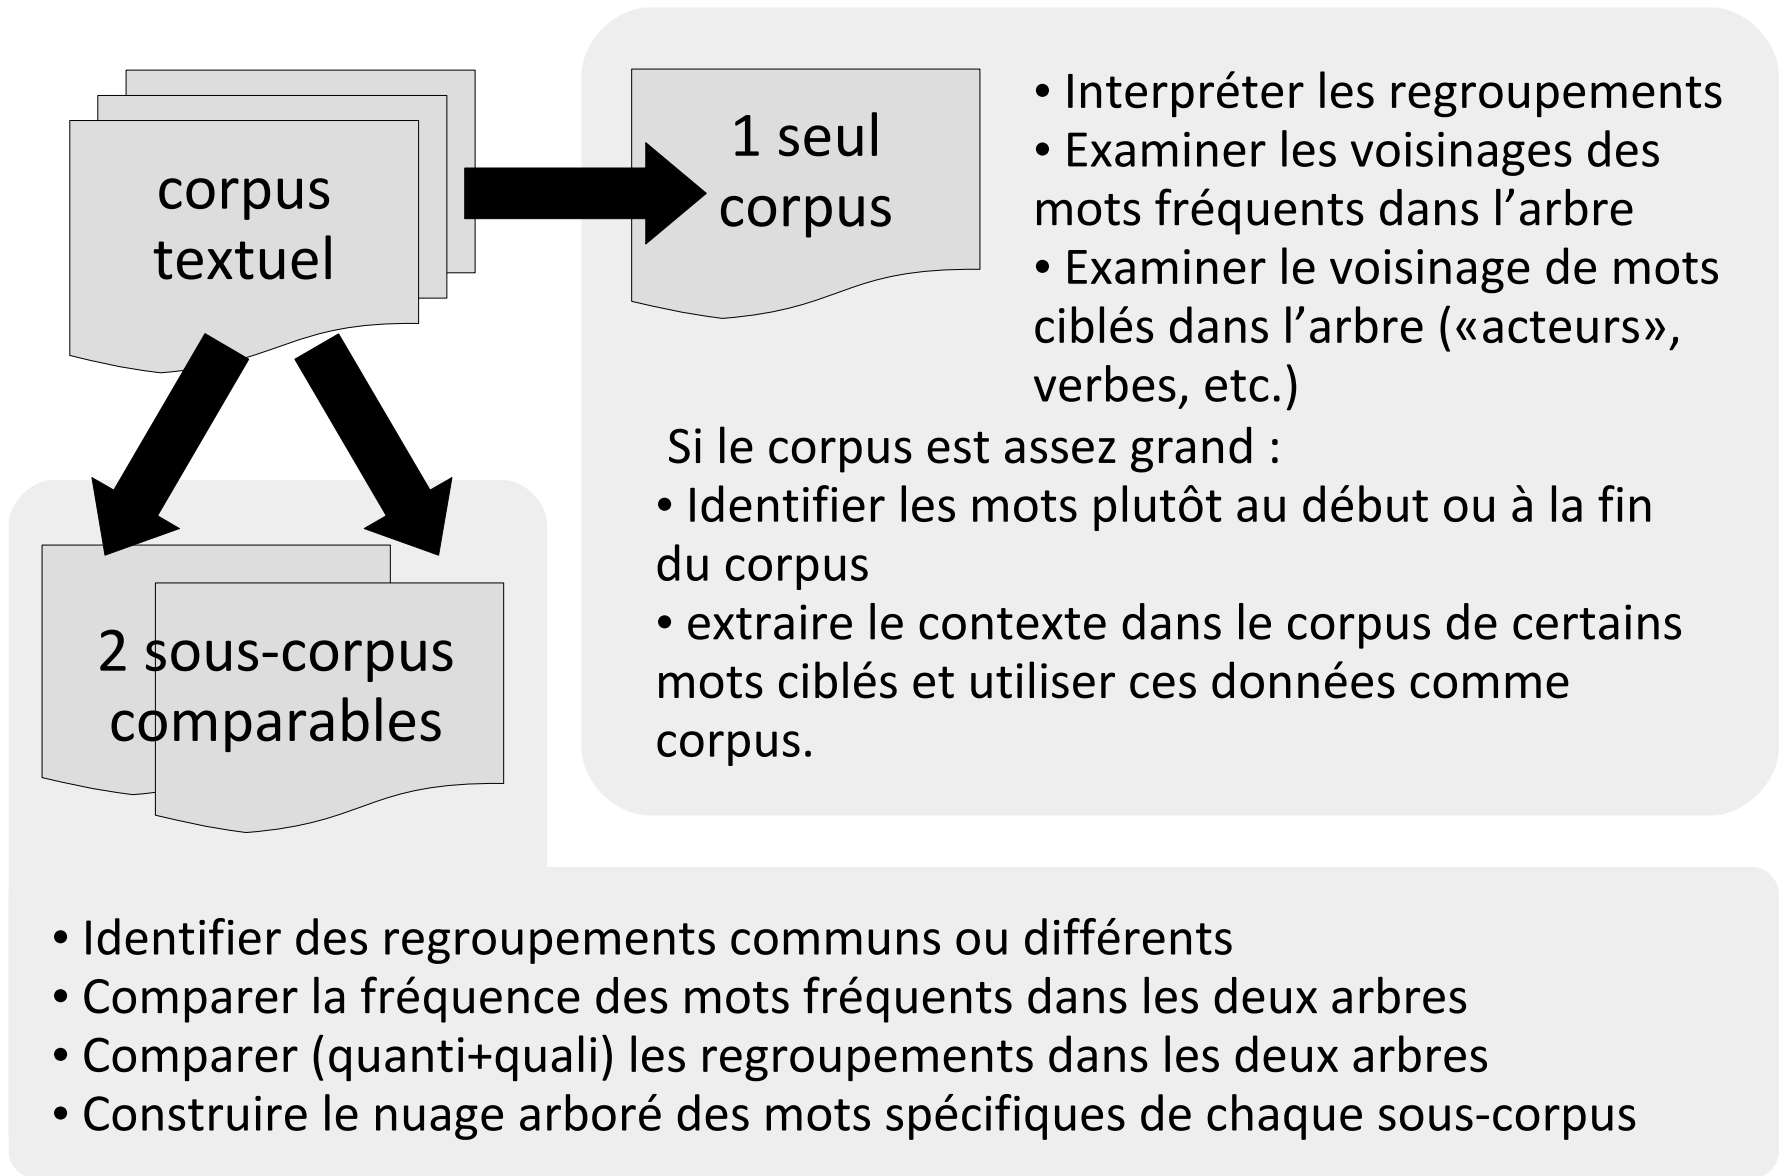 corpus
textuel
1 seul
corpus
• Interpréter les regroupements
• Examiner les voisinages des
mots fréquents dans l’arbre
• Examiner le voisinage de mots
ciblés dans l’arbre («acteurs»,
verbes, etc.)
Si le corpus est assez grand :
• Identifier les mots plutôt au début ou à la fin
du corpus
• extraire le contexte dans le corpus de certains
mots ciblés et utiliser ces données comme
corpus.
2 sous-corpus
comparables
• Identifier des regroupements communs ou différents
• Comparer la fréquence des mots fréquents dans les deux arbres
• Comparer (quanti+quali) les regroupements dans les deux arbres
• Construire le nuage arboré des mots spécifiques de chaque sous-corpus